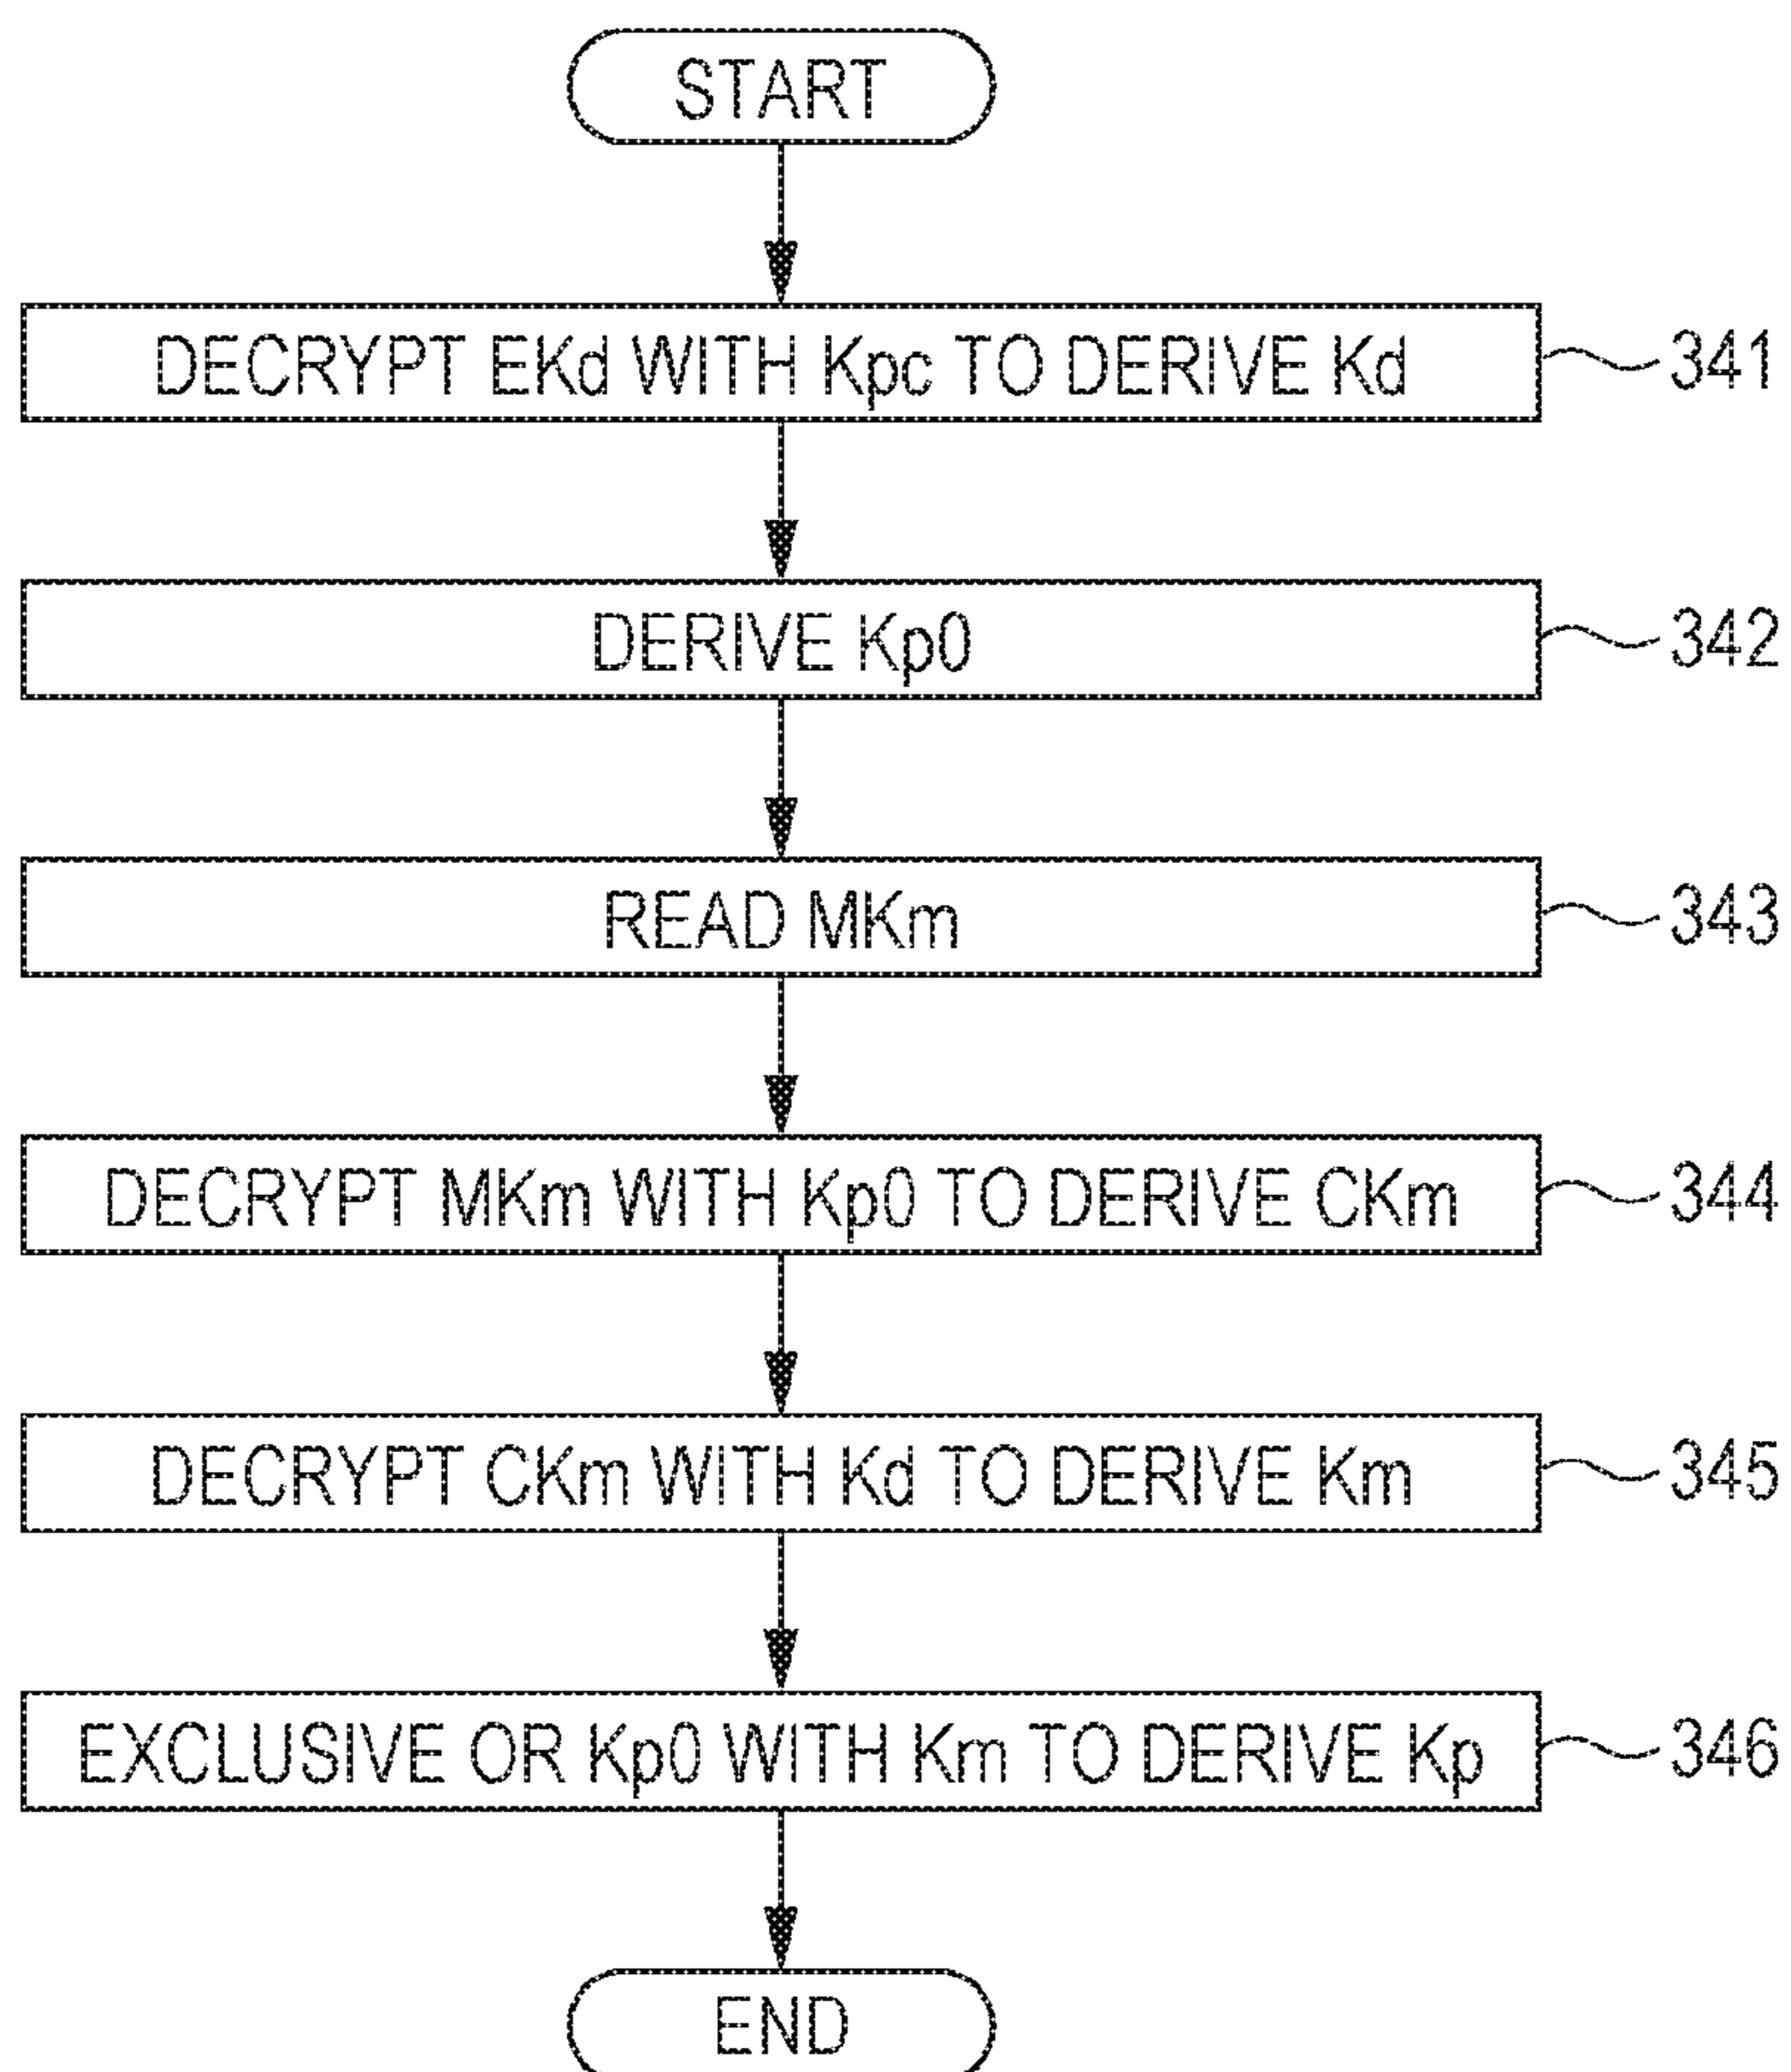 START
DECRYPT EKd WITH Kpc TO DERIVE Kd 341
DERIVE Kp0 342
READ MKm 343
DECRYPT MKm WITH Kp0 TO DERIVE CKm 344
DECRYPT CKm WITH Kd TO DERIVE Km 345
EXCLUSIVE OR Kp0 WITH Km TO DERIVE Kp 346
END